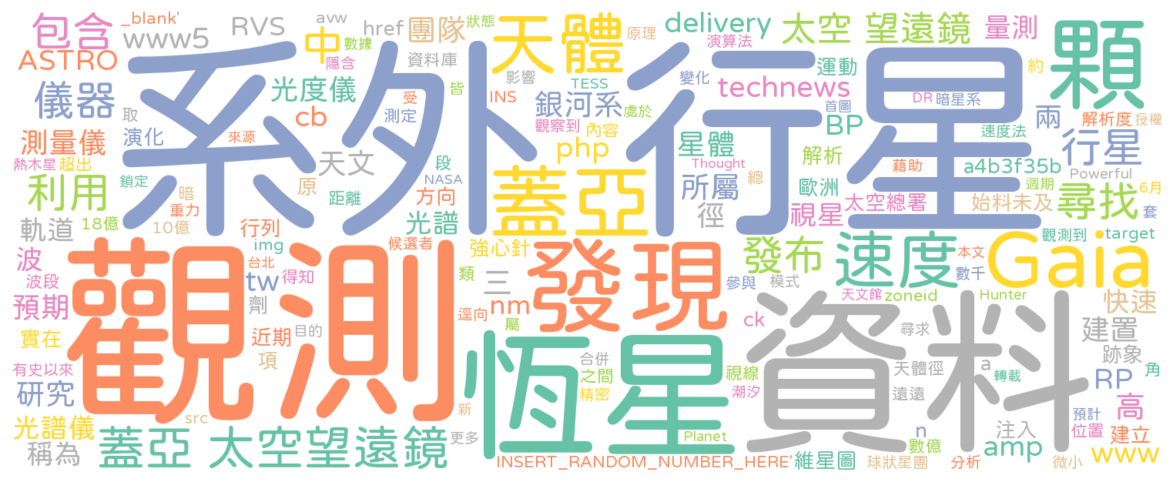 包含 www5 _blank' RVS avw href 團隊 狀態 天體 原理 delivery 太空 望遠鏡 量測 顆
ASTRO 中 數據 資料庫 演算法
儀器 系外行星 光度儀 隱含 影響 TESS 變化 運動 約
取 cb 受 測定 皆 INS 銀河系 處於 technews 首圖 DR 暗星系 兩 解析度 授權
測量儀 演化 來源 觀察到 內容 php 星體 BP 速度法 行星
熱木星 超出 鎖定 天文 段 NASA Thought 解析 藉助 a4b3f35b Powerful
利用 暗 原 距離 方向 蓋亞 所屬 歐洲 總 太空總署 始料未及 週期 6月
軌道 18億 10億 重力 行列 光譜 徑 視星 尋找 套
波 img 候選者 強心針 發布 速度 Gaia 觀測到 target
波段 觀測 台北 tw 得知 類 三 發現 參與 模式 本文 數千
預期 劑 nm 逕向 屬 天文館 zoneid Hunter 快速
實在 近期 目的 項 恆星 ck 資料 尋求 建置
有史以來 合併 視線 天體徑 a 轉載 跡象 角
研究 之間 潮汐 遠遠 RP 高
光譜儀 src 新 精密 n 預計 位置 建立
稱為 蓋亞 太空望遠鏡 更多 Planet 數億 注入 amp www
INSERT_RANDOM_NUMBER_HERE' 維星圖 球狀星團 分析 微小